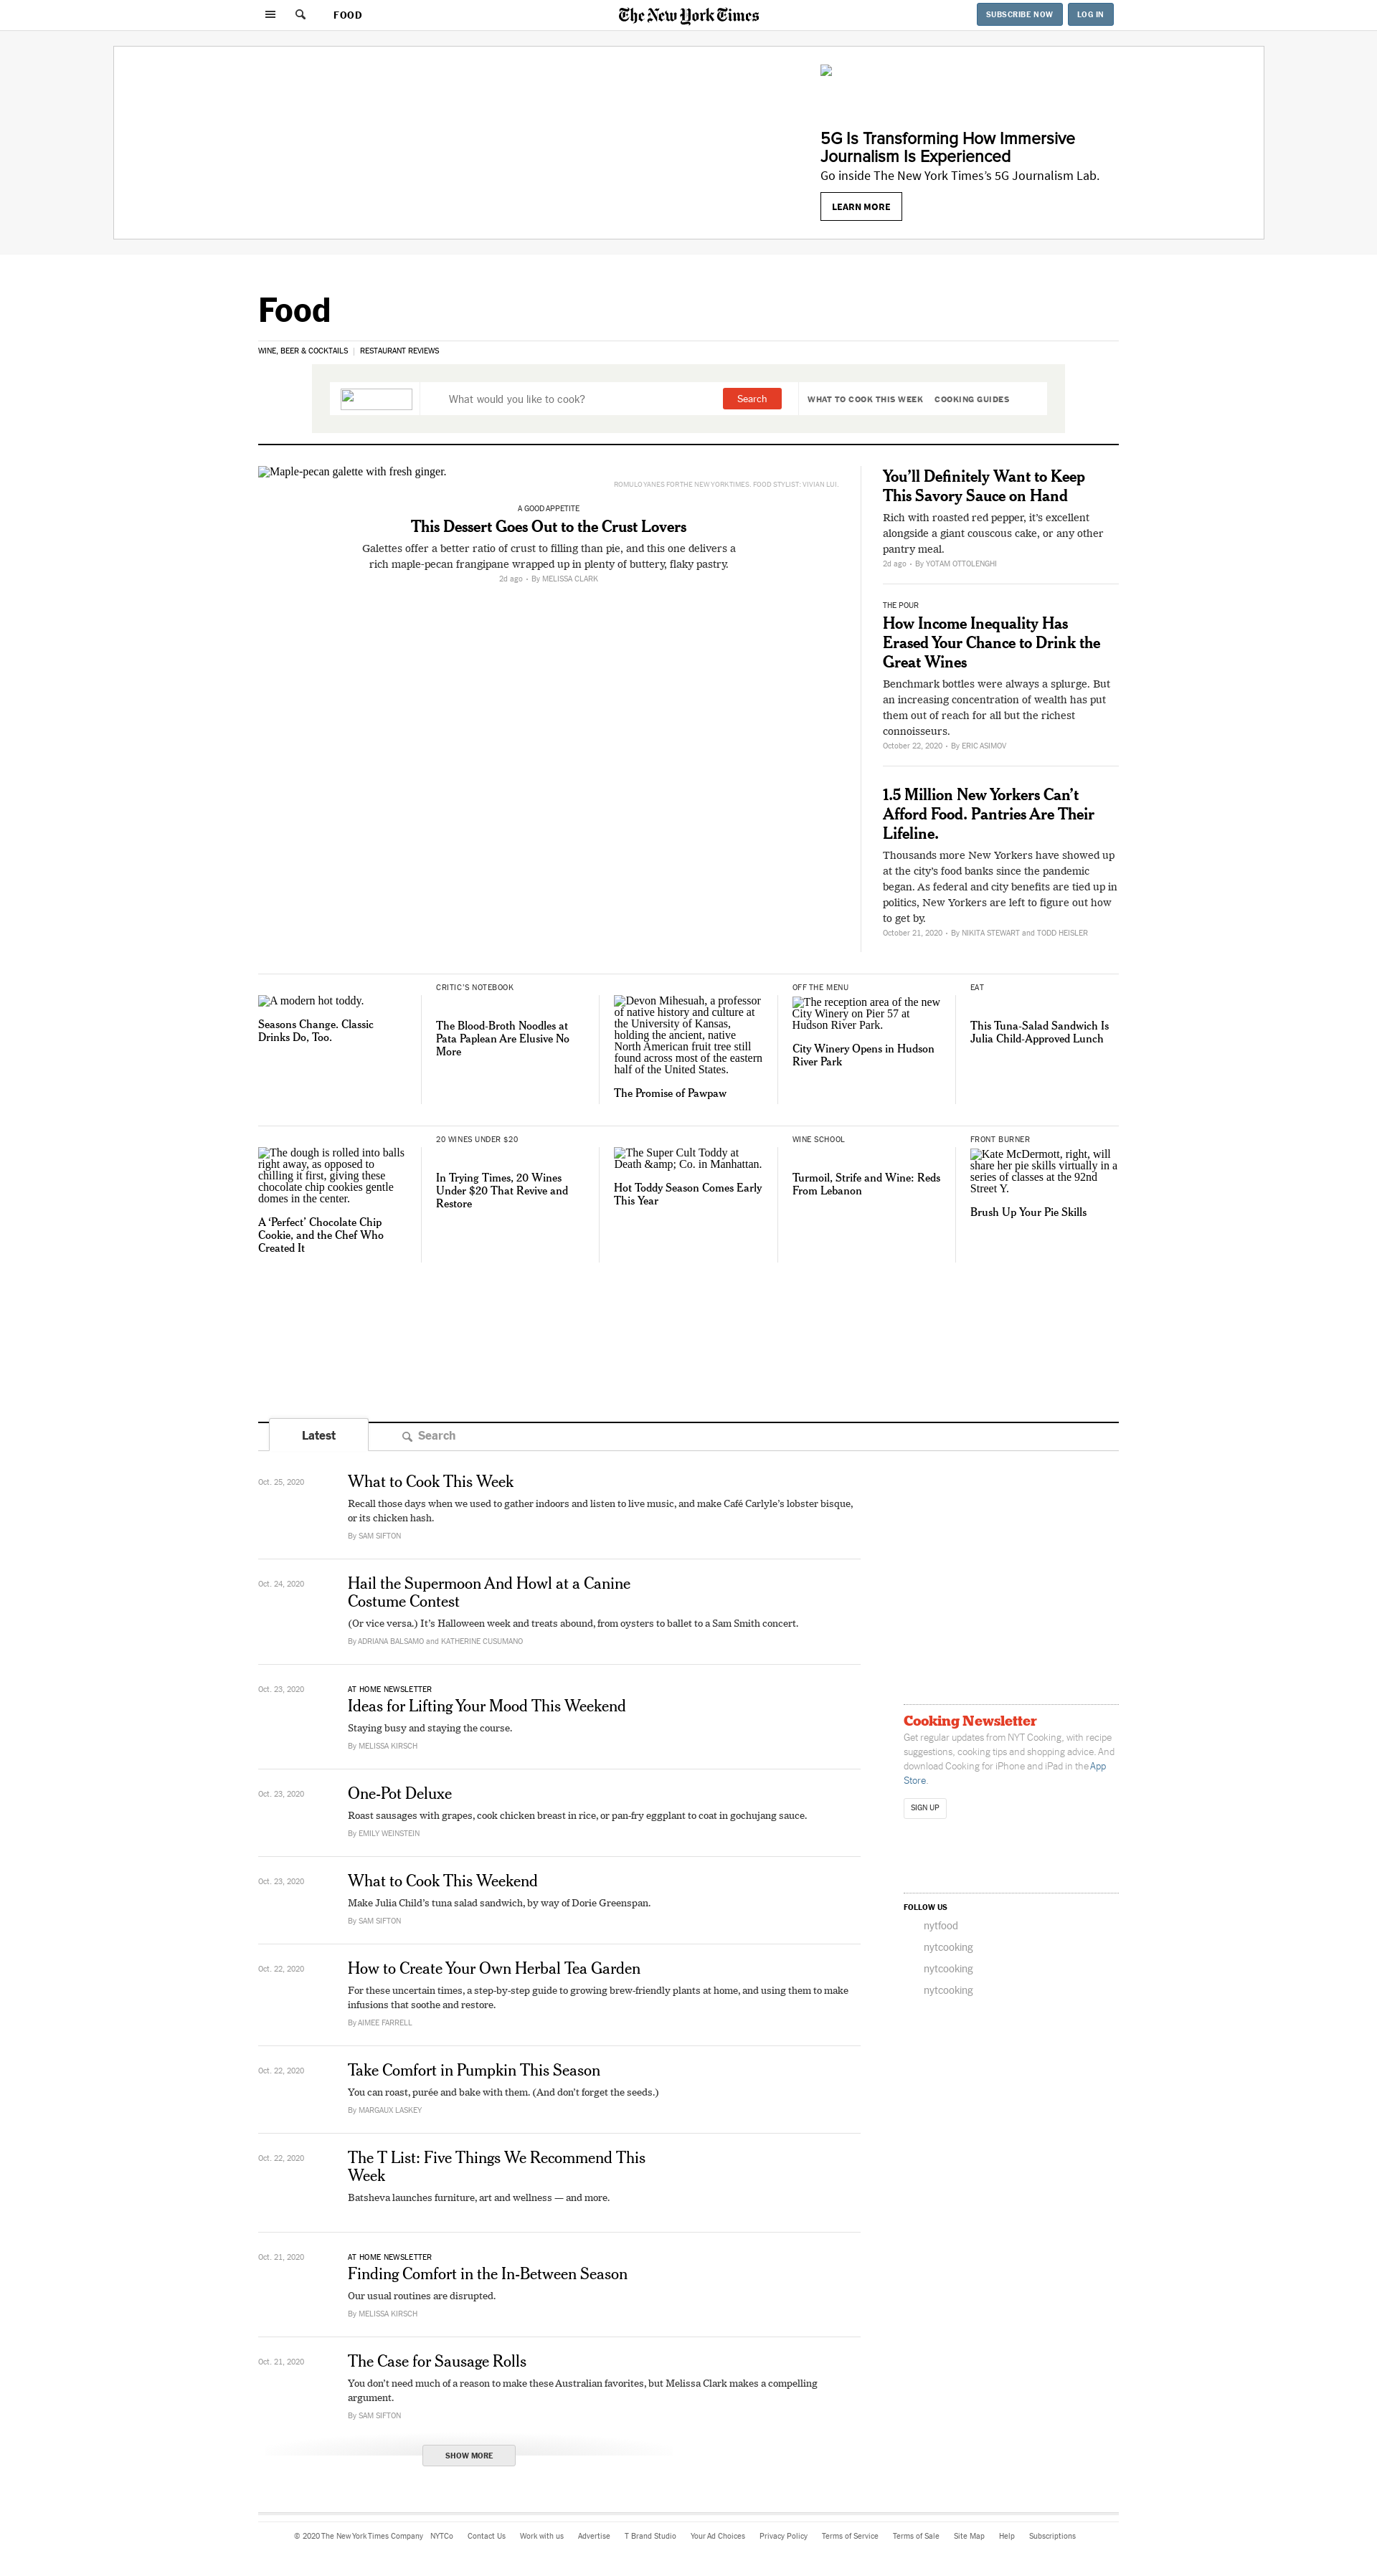 FOOD
The New York Times
SUBSCRIBE NOW
LOG IN
5G Is Transforming How Immersive
Journalism Is Experienced
Go inside The New York Times's 5G Journalism Lab.
LEARN MORE
Food
WINE, BEER & COCKTAILS | RESTAURANT REVIEWS
What would you like to cook?
Search
WHAT TO COOK THIS WEEK
COOKING GUIDES
Maple-pecan galette with fresh ginger.
ROMULO YANES FOR THE NEW YORK TIMES. FOOD STYLIST: VIVIAN LUI.
A GOOD APPETITE
This Dessert Goes Out to the Crust Lovers
Galettes offer a better ratio of crust to filling than pie, and this one delivers a
rich maple-pecan frangipane wrapped up in plenty of buttery, flaky pastry.
2d ago • By MELISSA CLARK
You'll Definitely Want to Keep
This Savory Sauce on Hand
Rich with roasted red pepper, it's excellent
alongside a giant couscous cake, or any other
pantry meal.
2d ago • By YOTAM OTTOLENGHI
THE POUR
How Income Inequality Has
Erased Your Chance to Drink the
Great Wines
Benchmark bottles were always a splurge. But
an increasing concentration of wealth has put
them out of reach for all but the richest
connoisseurs.
October 22, 2020 • By ERIC ASIMOV
1.5 Million New Yorkers Can't
Afford Food. Pantries Are Their
Lifeline.
Thousands more New Yorkers have showed up
at the city's food banks since the pandemic
began. As federal and city benefits are tied up in
politics, New Yorkers are left to figure out how
to get by.
October 21, 2020 • By NIKITA STEWART and TODD HEISLER
A modern hot toddy.
Seasons Change. Classic
Drinks Do, Too.
CRITIC'S NOTEBOOK
The Blood-Broth Noodles at
Pata Paplean Are Elusive No
More
Devon Mihesuah, a professor
of native history and culture at
the University of Kansas,
holding the ancient, native
North American fruit tree still
found across most of the eastern
half of the United States.
The Promise of Pawpaw
OFF THE MENU
The reception area of the new
City Winery on Pier 57 at
Hudson River Park.
City Winery Opens in Hudson
River Park
EAT
This Tuna-Salad Sandwich Is
Julia Child-Approved Lunch
The dough is rolled into balls
right away, as opposed to
chilling it first, giving these
chocolate chip cookies gentle
domes in the center.
A 'Perfect' Chocolate Chip
Cookie, and the Chef Who
Created It
20 WINES UNDER $20
In Trying Times, 20 Wines
Under $20 That Revive and
Restore
The Super Cult Toddy at
Death &amp; Co. in Manhattan.
Hot Toddy Season Comes Early
This Year
WINE SCHOOL
Turmoil, Strife and Wine: Reds
From Lebanon
FRONT BURNER
Kate McDermott, right, will
share her pie skills virtually in a
series of classes at the 92nd
Street Y.
Brush Up Your Pie Skills
Latest
Search
Oct. 25, 2020
What to Cook This Week
Recall those days when we used to gather indoors and listen to live music, and make Café Carlyle's lobster bisque,
or its chicken hash.
By SAM SIFTON
Oct. 24, 2020
Hail the Supermoon And Howl at a Canine
Costume Contest
(Or vice versa.) It's Halloween week and treats abound, from oysters to ballet to a Sam Smith concert.
By ADRIANA BALSAMO and KATHERINE CUSUMANO
Oct. 23, 2020
AT HOME NEWSLETTER
Ideas for Lifting Your Mood This Weekend
Staying busy and staying the course.
By MELISSA KIRSCH
Oct. 23, 2020
One-Pot Deluxe
Roast sausages with grapes, cook chicken breast in rice, or pan-fry eggplant to coat in gochujang sauce.
By EMILY WEINSTEIN
Oct. 23, 2020
What to Cook This Weekend
Make Julia Child's tuna salad sandwich, by way of Dorie Greenspan.
By SAM SIFTON
Oct. 22, 2020
How to Create Your Own Herbal Tea Garden
For these uncertain times, a step-by-step guide to growing brew-friendly plants at home, and using them to make
infusions that soothe and restore.
By AIMEE FARRELL
Oct. 22, 2020
Take Comfort in Pumpkin This Season
You can roast, purée and bake with them. (And don't forget the seeds.)
By MARGAUX LASKEY
Oct. 22, 2020
The T List: Five Things We Recommend This
Week
Batsheva launches furniture, art and wellness — and more.
Oct. 21, 2020
AT HOME NEWSLETTER
Finding Comfort in the In-Between Season
Our usual routines are disrupted.
By MELISSA KIRSCH
Oct. 21, 2020
The Case for Sausage Rolls
You don't need much of a reason to make these Australian favorites, but Melissa Clark makes a compelling
argument.
By SAM SIFTON
SHOW MORE
Cooking Newsletter
Get regular updates from NYT Cooking, with recipe
suggestions, cooking tips and shopping advice. And
download Cooking for iPhone and iPad in the App
Store.
SIGN UP
FOLLOW US
nytfood
nytcooking
nytcooking
nytcooking
© 2020 The New York Times Company NYTCo Contact Us Work with us Advertise T Brand Studio Your Ad Choices Privacy Policy Terms of Service Terms of Sale Site Map Help Subscriptions